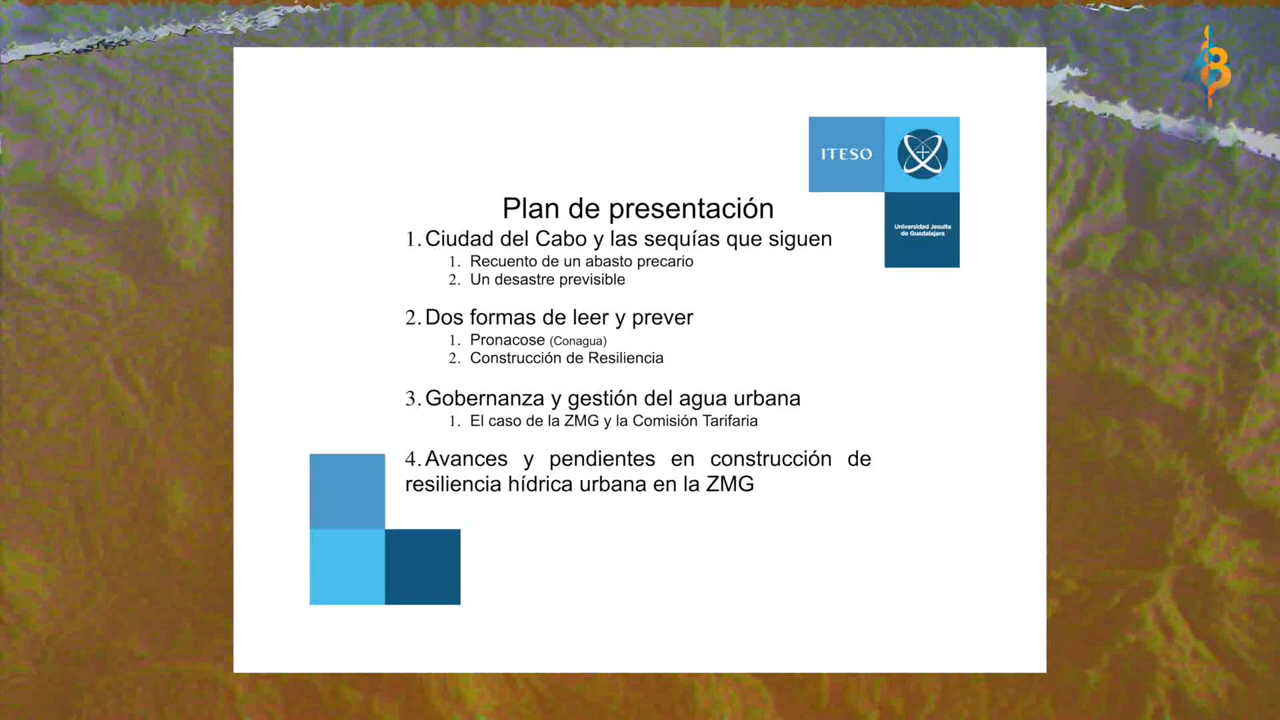 ITESO
Universidad Jesuita
de Guadalajara
Plan de presentación
1. Ciudad del Cabo y las sequías que siguen
1. Recuento de un abasto precario
2. Un desastre previsible
2. Dos formas de leer y prever
1. Pronacose (Conagua)
2. Construcción de Resiliencia
3. Gobernanza y gestión del agua urbana
1. El caso de la ZMG y la Comisión Tarifaria
4. Avances y pendientes en construcción de
resiliencia hídrica urbana en la ZMG